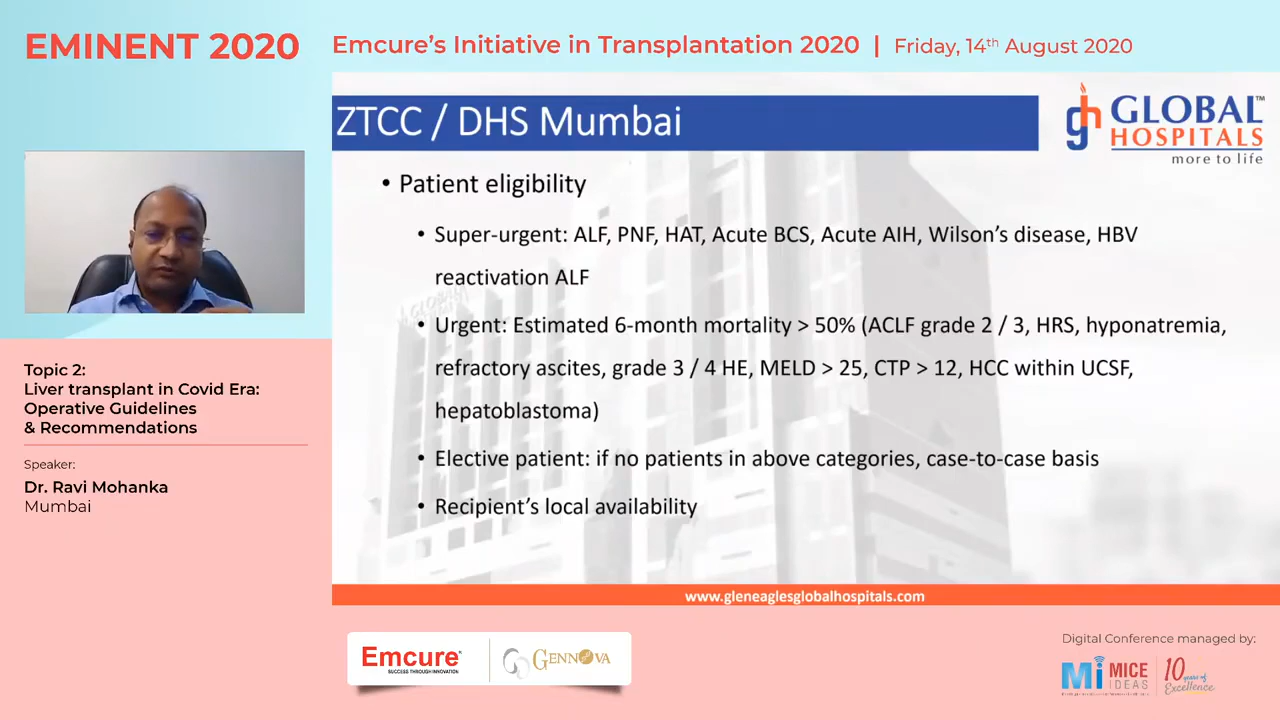 EMINENT 2020
Emcure's Initiative in Transplantation 2020 | Friday, 14th August 2020
ZTCC / DHS Mumbai
GLOBAL™
HOSPITALS
more to life
• Patient eligibility
• Super-urgent: ALF, PNF, HAT, Acute BCS, Acute AIH, Wilson's disease, HBV
reactivation ALF
• Urgent: Estimated 6-month mortality > 50% (ACLF grade 2 / 3, HRS, hyponatremia,
refractory ascites, grade 3 / 4 HE, MELD > 25, CTP > 12, HCC within UCSF,
hepatoblastoma)
• Elective patient: if no patients in above categories, case-to-case basis
• Recipient's local availability
www.gleneaglesglobalhospitals.com
Topic 2:
Liver transplant in Covid Era:
Operative Guidelines
& Recommendations
Speaker:
Dr. Ravi Mohanka
Mumbai
Emcure
SUCCESS THROUGH INNOVATION
GENNOVA
Digital Conference managed by:
Mi MICE
IDEAS
10 years of
Excellence